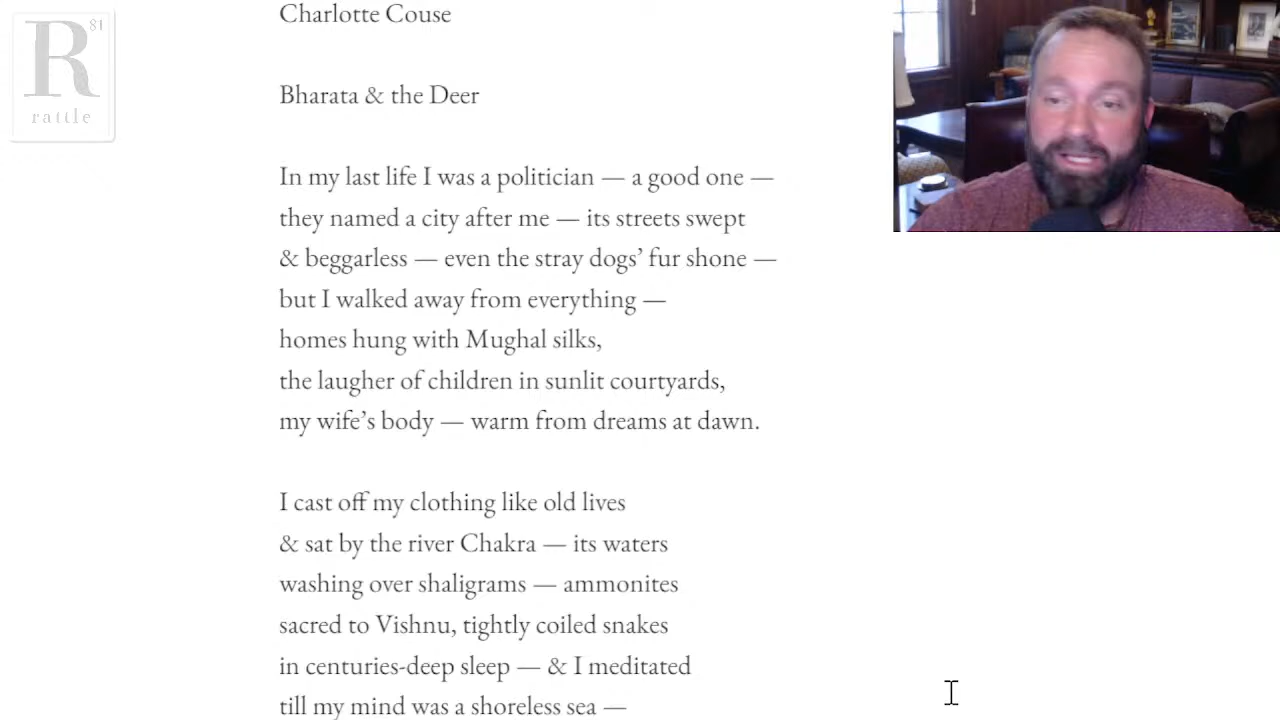 Charlotte Couse
R
81
rattle
Bharata & the Deer
In my last life I was a politician — a good one —
they named a city after me — its streets swept
& beggarless — even the stray dogs’ fur shone —
but I walked away from everything —
homes hung with Mughal silks,
the laugher of children in sunlit courtyards,
my wife’s body — warm from dreams at dawn.
I cast off my clothing like old lives
& sat by the river Chakra — its waters
washing over shaligrams — ammonites
sacred to Vishnu, tightly coiled snakes
in centuries-deep sleep — & I meditated
till my mind was a shoreless sea —